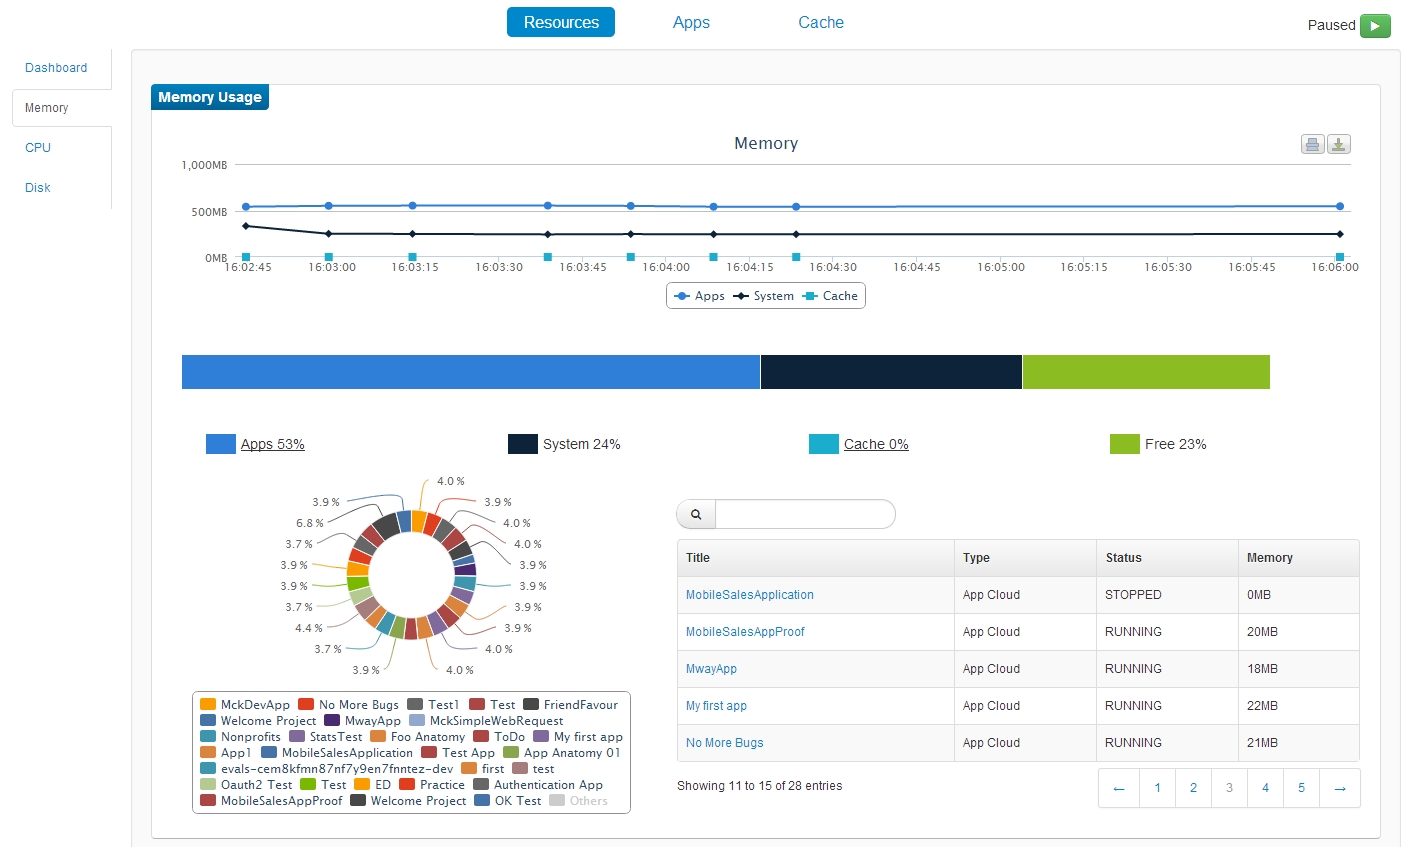 Resources Apps Cache Paused
Dashboard
Memory
CPU
Disk
Memory Usage
Memory
1,000MB
500MB
0MB
16:02:45 16:03:00 16:03:15 16:03:30 16:03:45 16:04:00 16:04:15 16:04:30 16:04:45 16:05:00 16:05:15 16:05:30 16:05:45 16:06:00
Apps System Cache
Apps 53% System 24% Cache 0% Free 23%
4.0 %
3.9 % 3.9 %
6.8 % 4.0 %
3.7 % 4.0 %
3.9 % 3.9 %
3.9 % 3.9 %
3.7 % 3.9 %
4.4 % 3.9 %
3.7 % 4.0 %
3.9 % 4.0 %
MckDevApp No More Bugs Test1 Test FriendFavour
Welcome Project MwayApp MckSimpleWebRequest
Nonprofits StatsTest Foo Anatomy ToDo My first app
App1 MobileSalesApplication Test App App Anatomy 01
evals-cem8kfmn87nf7y9en7fnntez-dev first test
Oauth2 Test Test ED Practice Authentication App
MobileSalesAppProof Welcome Project OK Test Others
Title Type Status Memory
MobileSalesApplication App Cloud STOPPED 0MB
MobileSalesAppProof App Cloud RUNNING 20MB
MwayApp App Cloud RUNNING 18MB
My first app App Cloud RUNNING 22MB
No More Bugs App Cloud RUNNING 21MB
Showing 11 to 15 of 28 entries
← 1 2 3 4 5 →